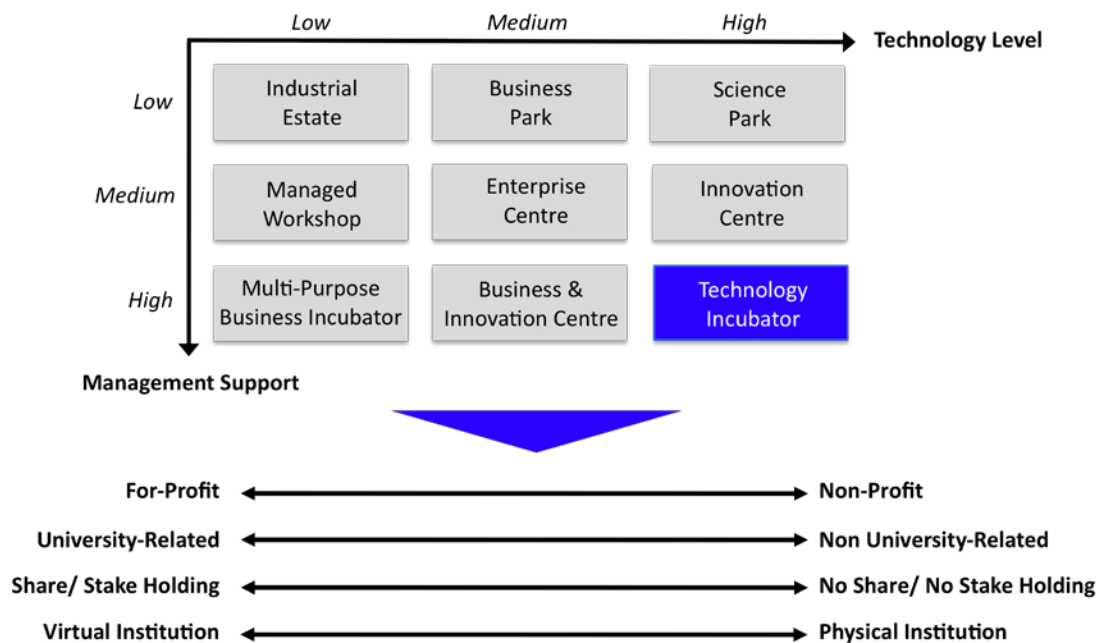 Low Medium High
Technology Level
Low
Industrial
Estate
Business
Park
Science
Park
Medium
Managed
Workshop
Enterprise
Centre
Innovation
Centre
High
Multi-Purpose
Business Incubator
Business &
Innovation Centre
Technology
Incubator
Management Support
For-Profit Non-Profit
University-Related Non University-Related
Share/ Stake Holding No Share/ No Stake Holding
Virtual Institution Physical Institution